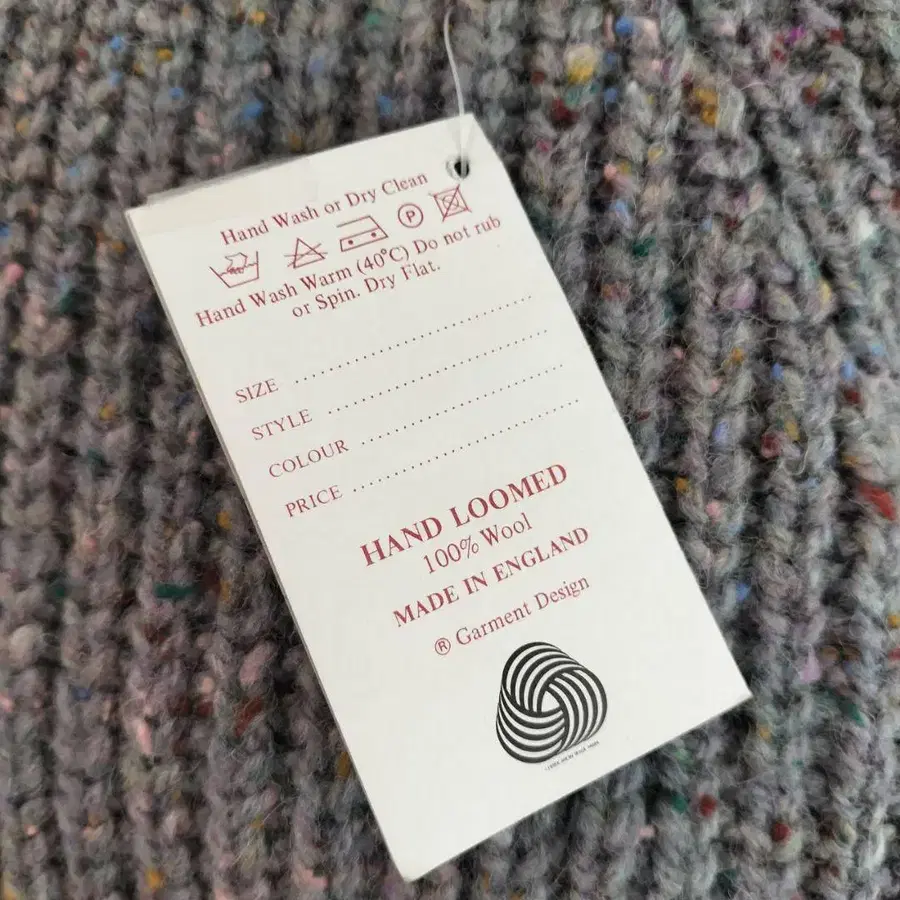 Hand Wash or Dry Clean
P
Hand Wash Warm (40°C) Do not rub
or Spin. Dry Flat.
SIZE ........................................
STYLE ........................................
COLOUR ........................................
PRICE ........................................
HAND LOOMED
100% Wool
MADE IN ENGLAND
® Garment Design